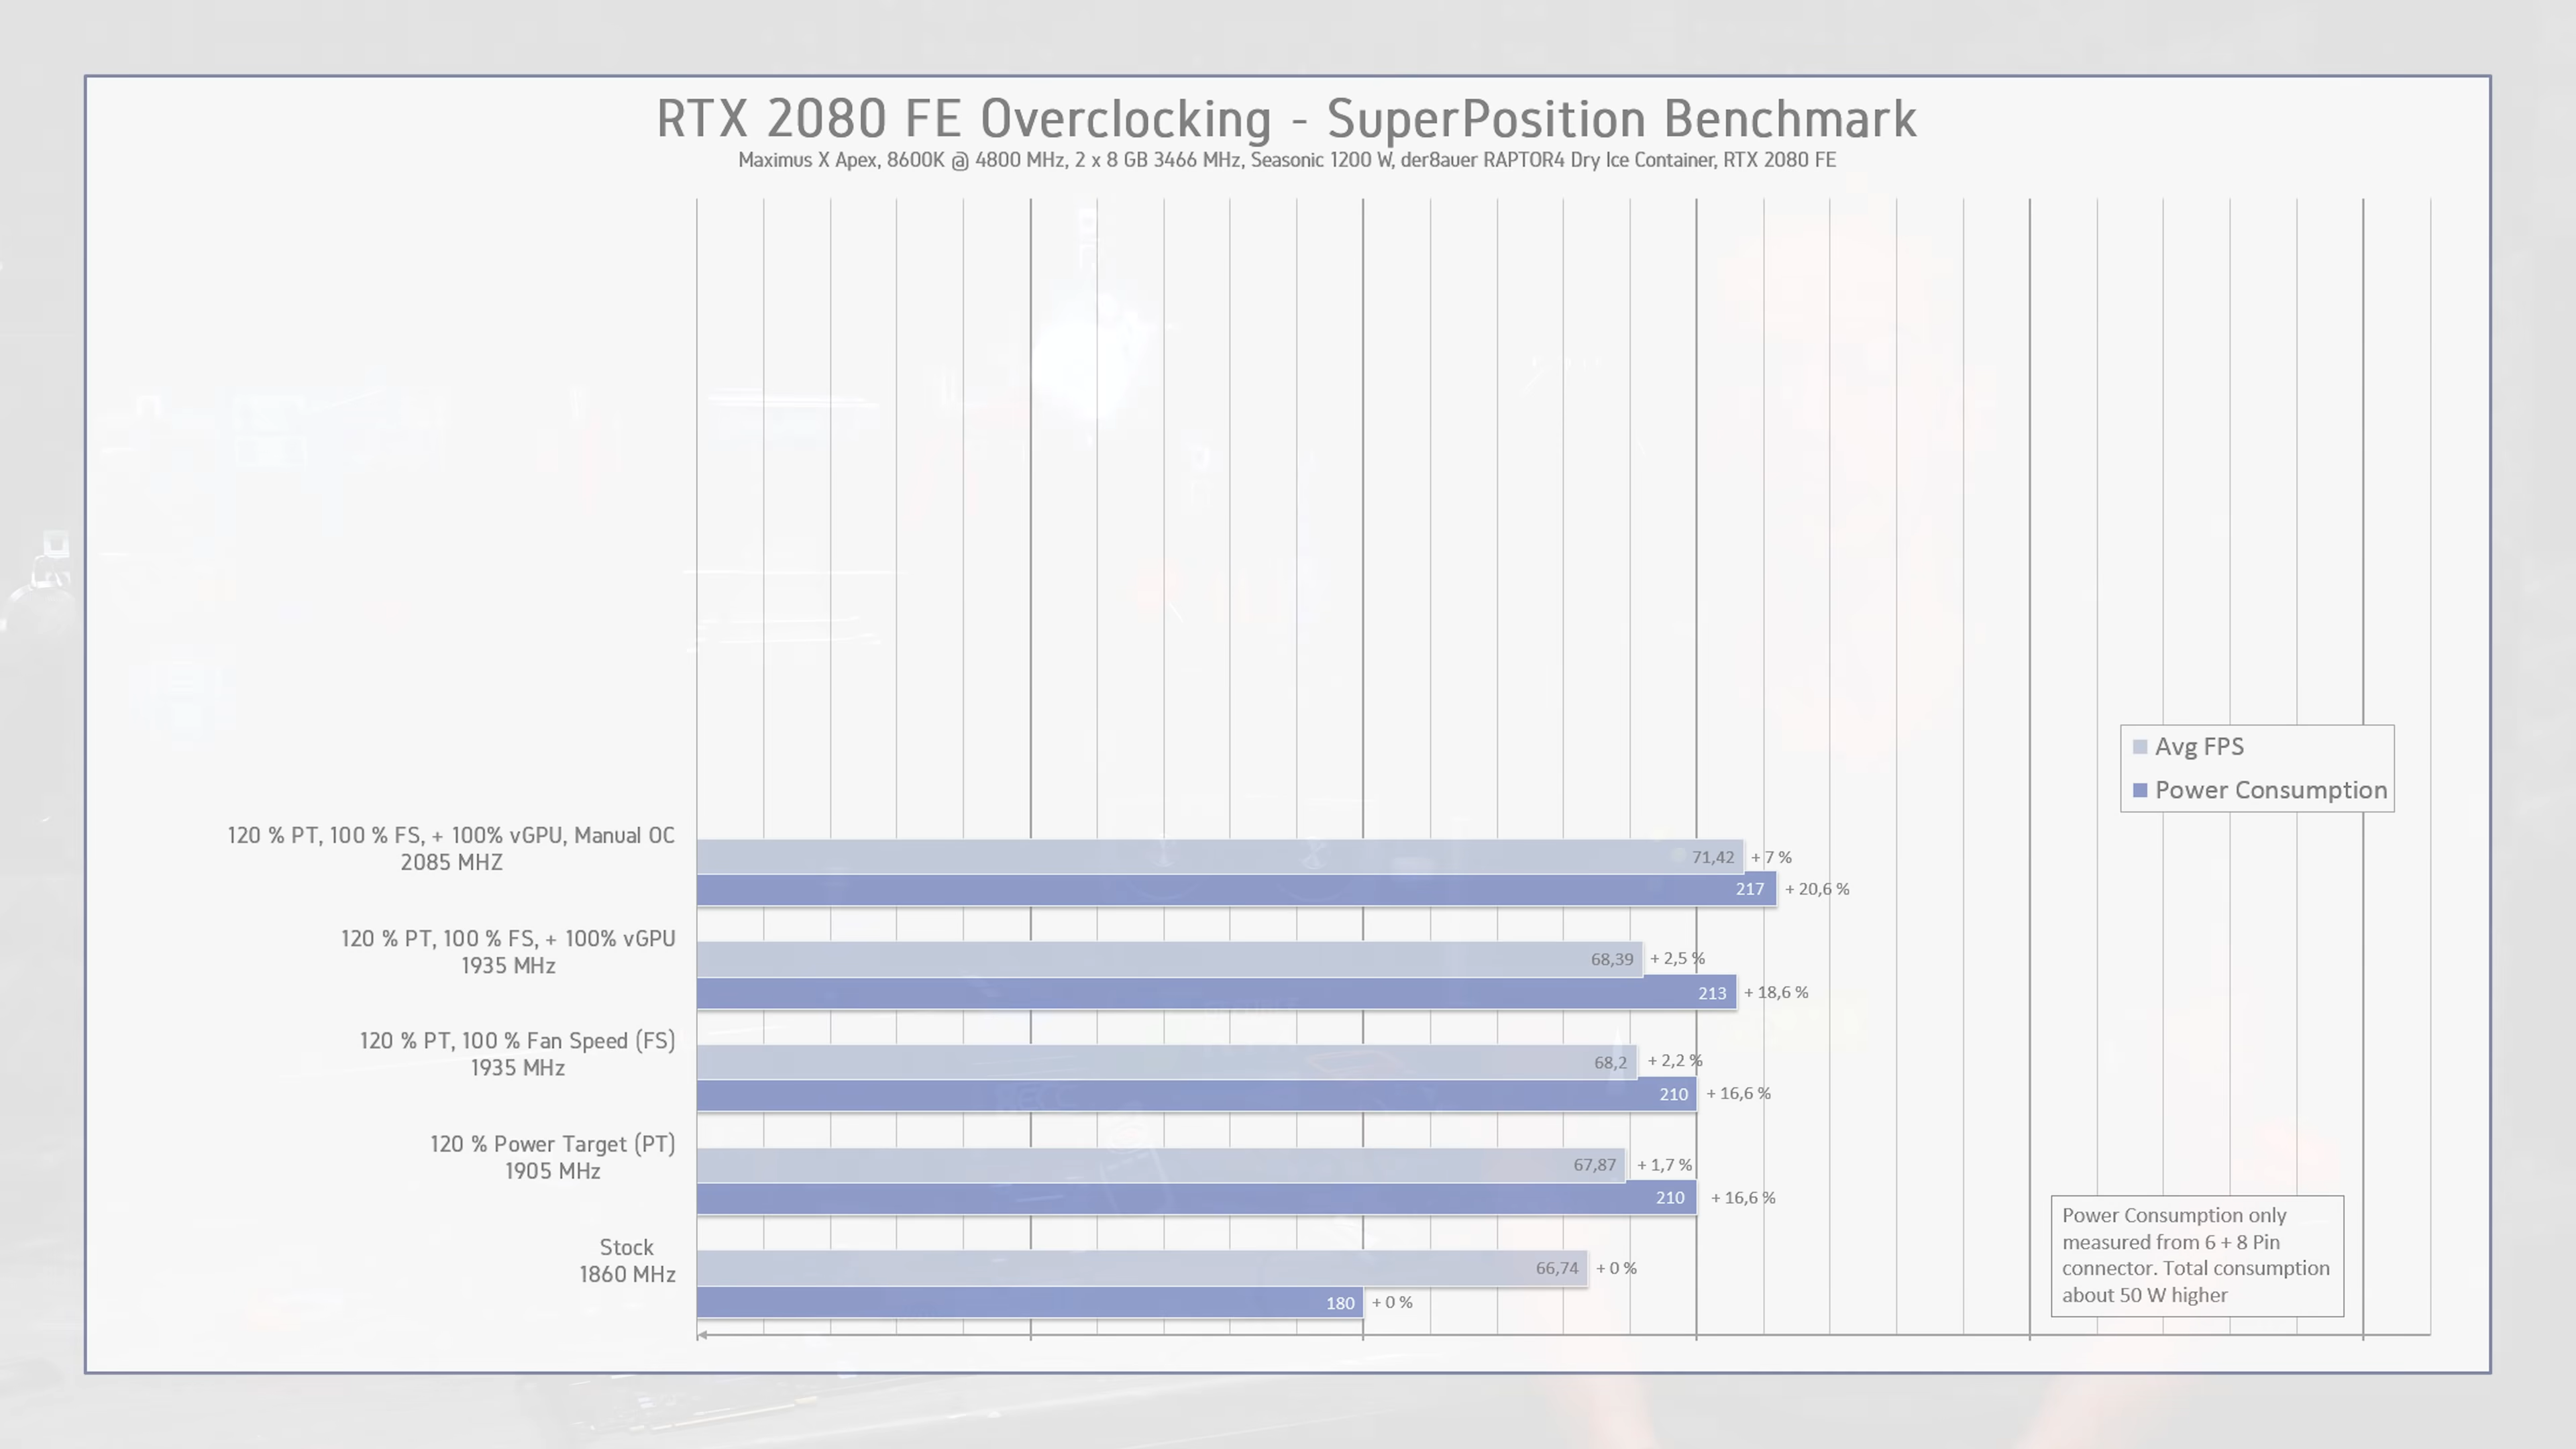 RTX 2080 FE Overclocking - SuperPosition Benchmark
Maximus X Apex, 8600K @ 4800 MHz, 2 x 8 GB 3466 MHz, Seasonic 1200 W, der8auer RAPTOR4 Dry Ice Container, RTX 2080 FE
Avg FPS
Power Consumption
120 % PT, 100 % FS, + 100% vGPU, Manual OC
2085 MHZ
71,42 + 7 %
217 + 20,6 %
120 % PT, 100 % FS, + 100% vGPU
1935 MHz
68,39 + 2,5 %
213 + 18,6 %
120 % PT, 100 % Fan Speed (FS)
1935 MHz
68,2 + 2,2 %
210 + 16,6 %
120 % Power Target (PT)
1905 MHz
67,87 + 1,7 %
210 + 16,6 %
Stock
1860 MHz
66,74 + 0 %
180 + 0 %
Power Consumption only
measured from 6 + 8 Pin
connector. Total consumption
about 50 W higher